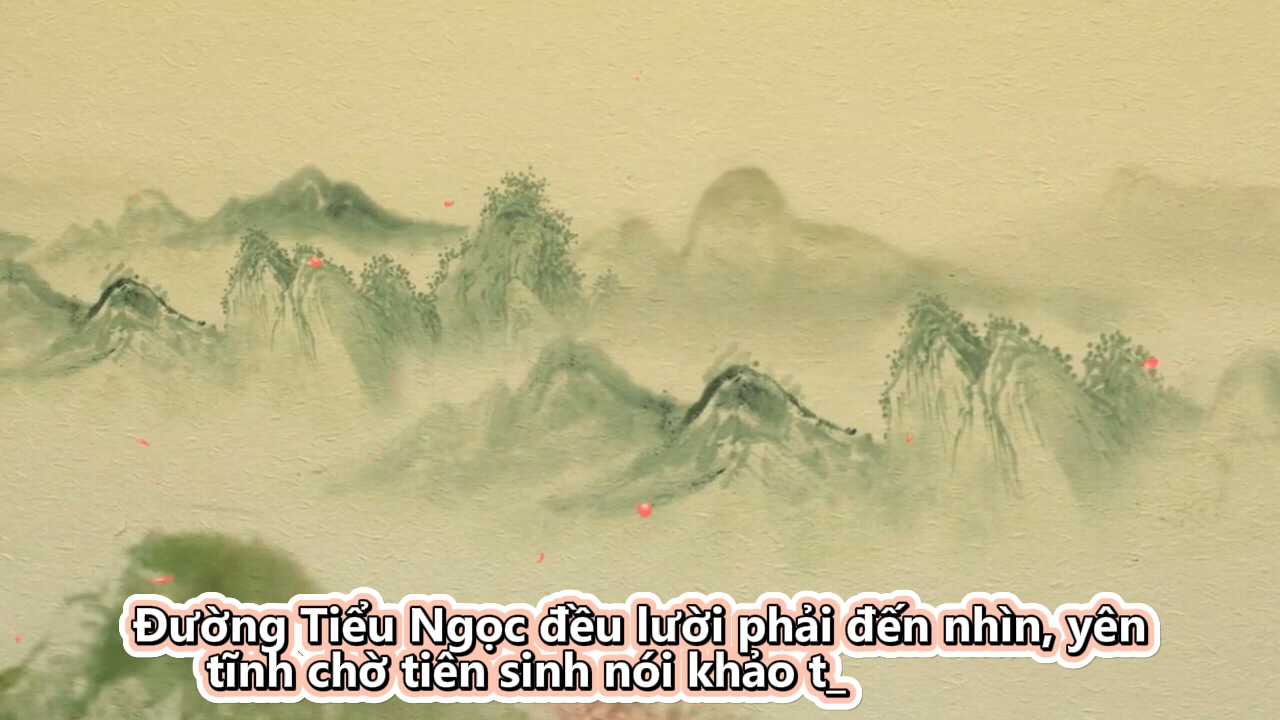 Đường Tiểu Ngọc đều lười phải đến nhìn, yên
tĩnh chờ tiên sinh nói khảo t_